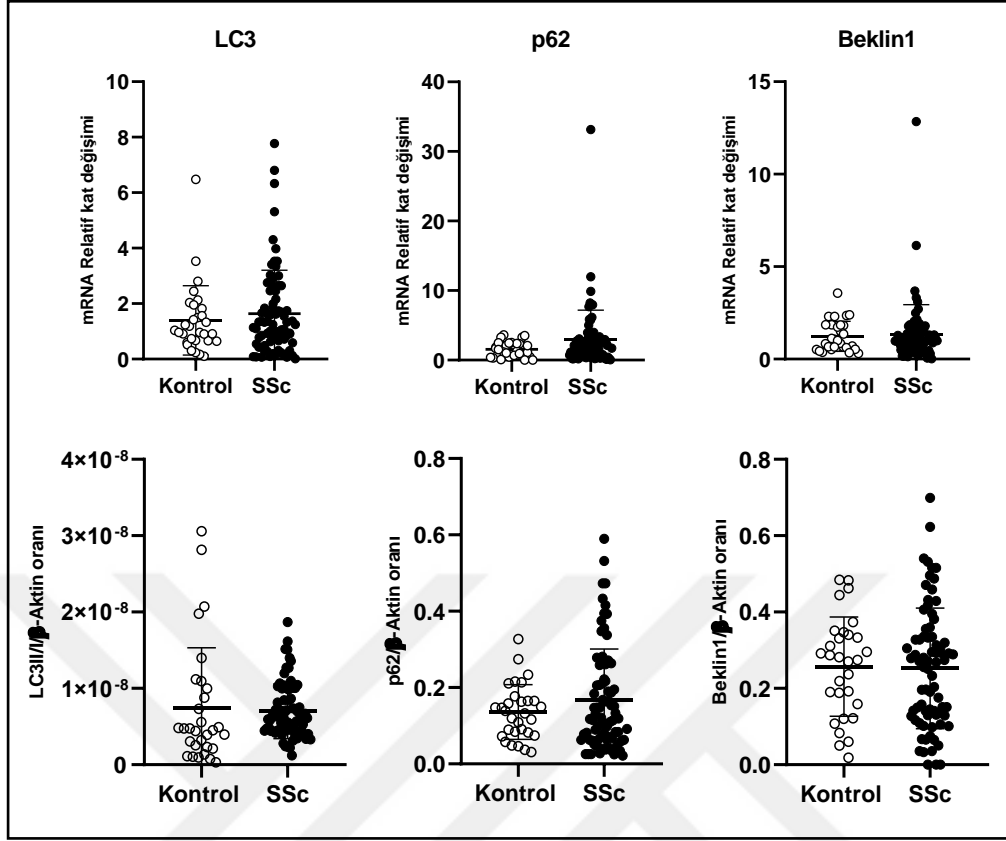 LC3
p62
Beklin1
mRNA Relatif kat değişimi
10
8
6
4
2
0
Kontrol SSc
mRNA Relatif kat değişimi
40
30
20
10
0
Kontrol SSc
mRNA Relatif kat değişimi
15
10
5
0
Kontrol SSc
LC3II/I/β-Aktin oranı
4×10⁻⁸
3×10⁻⁸
2×10⁻⁸
1×10⁻⁸
0
Kontrol SSc
p62/β-Aktin oranı
0.8
0.6
0.4
0.2
0.0
Kontrol SSc
Beklin1/β-Aktin oranı
0.8
0.6
0.4
0.2
0.0
Kontrol SSc